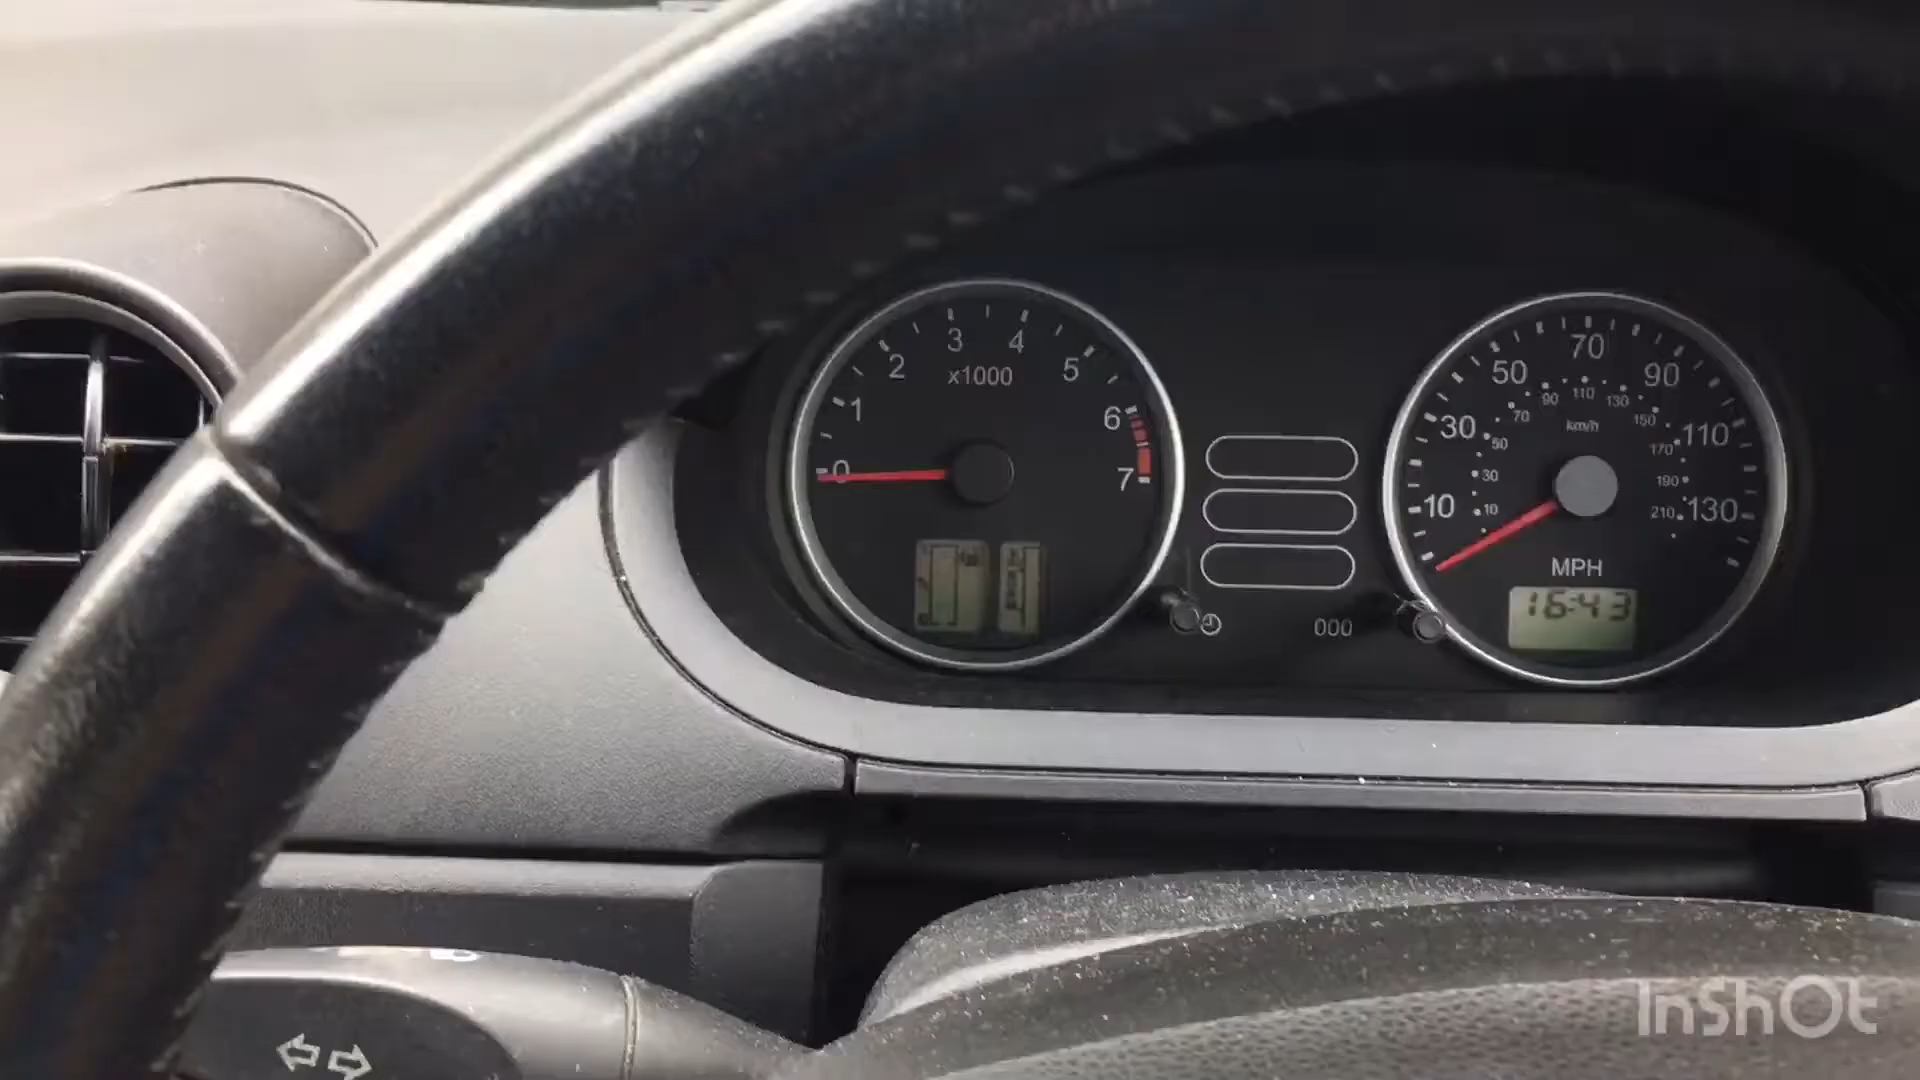 0 1 2 3 4 5 6 7
x1000
10 30 50 70 90 110 130
10 30 50 70 90 110 130 150 170 190 210
km/h
MPH
16:43
000
InShOt